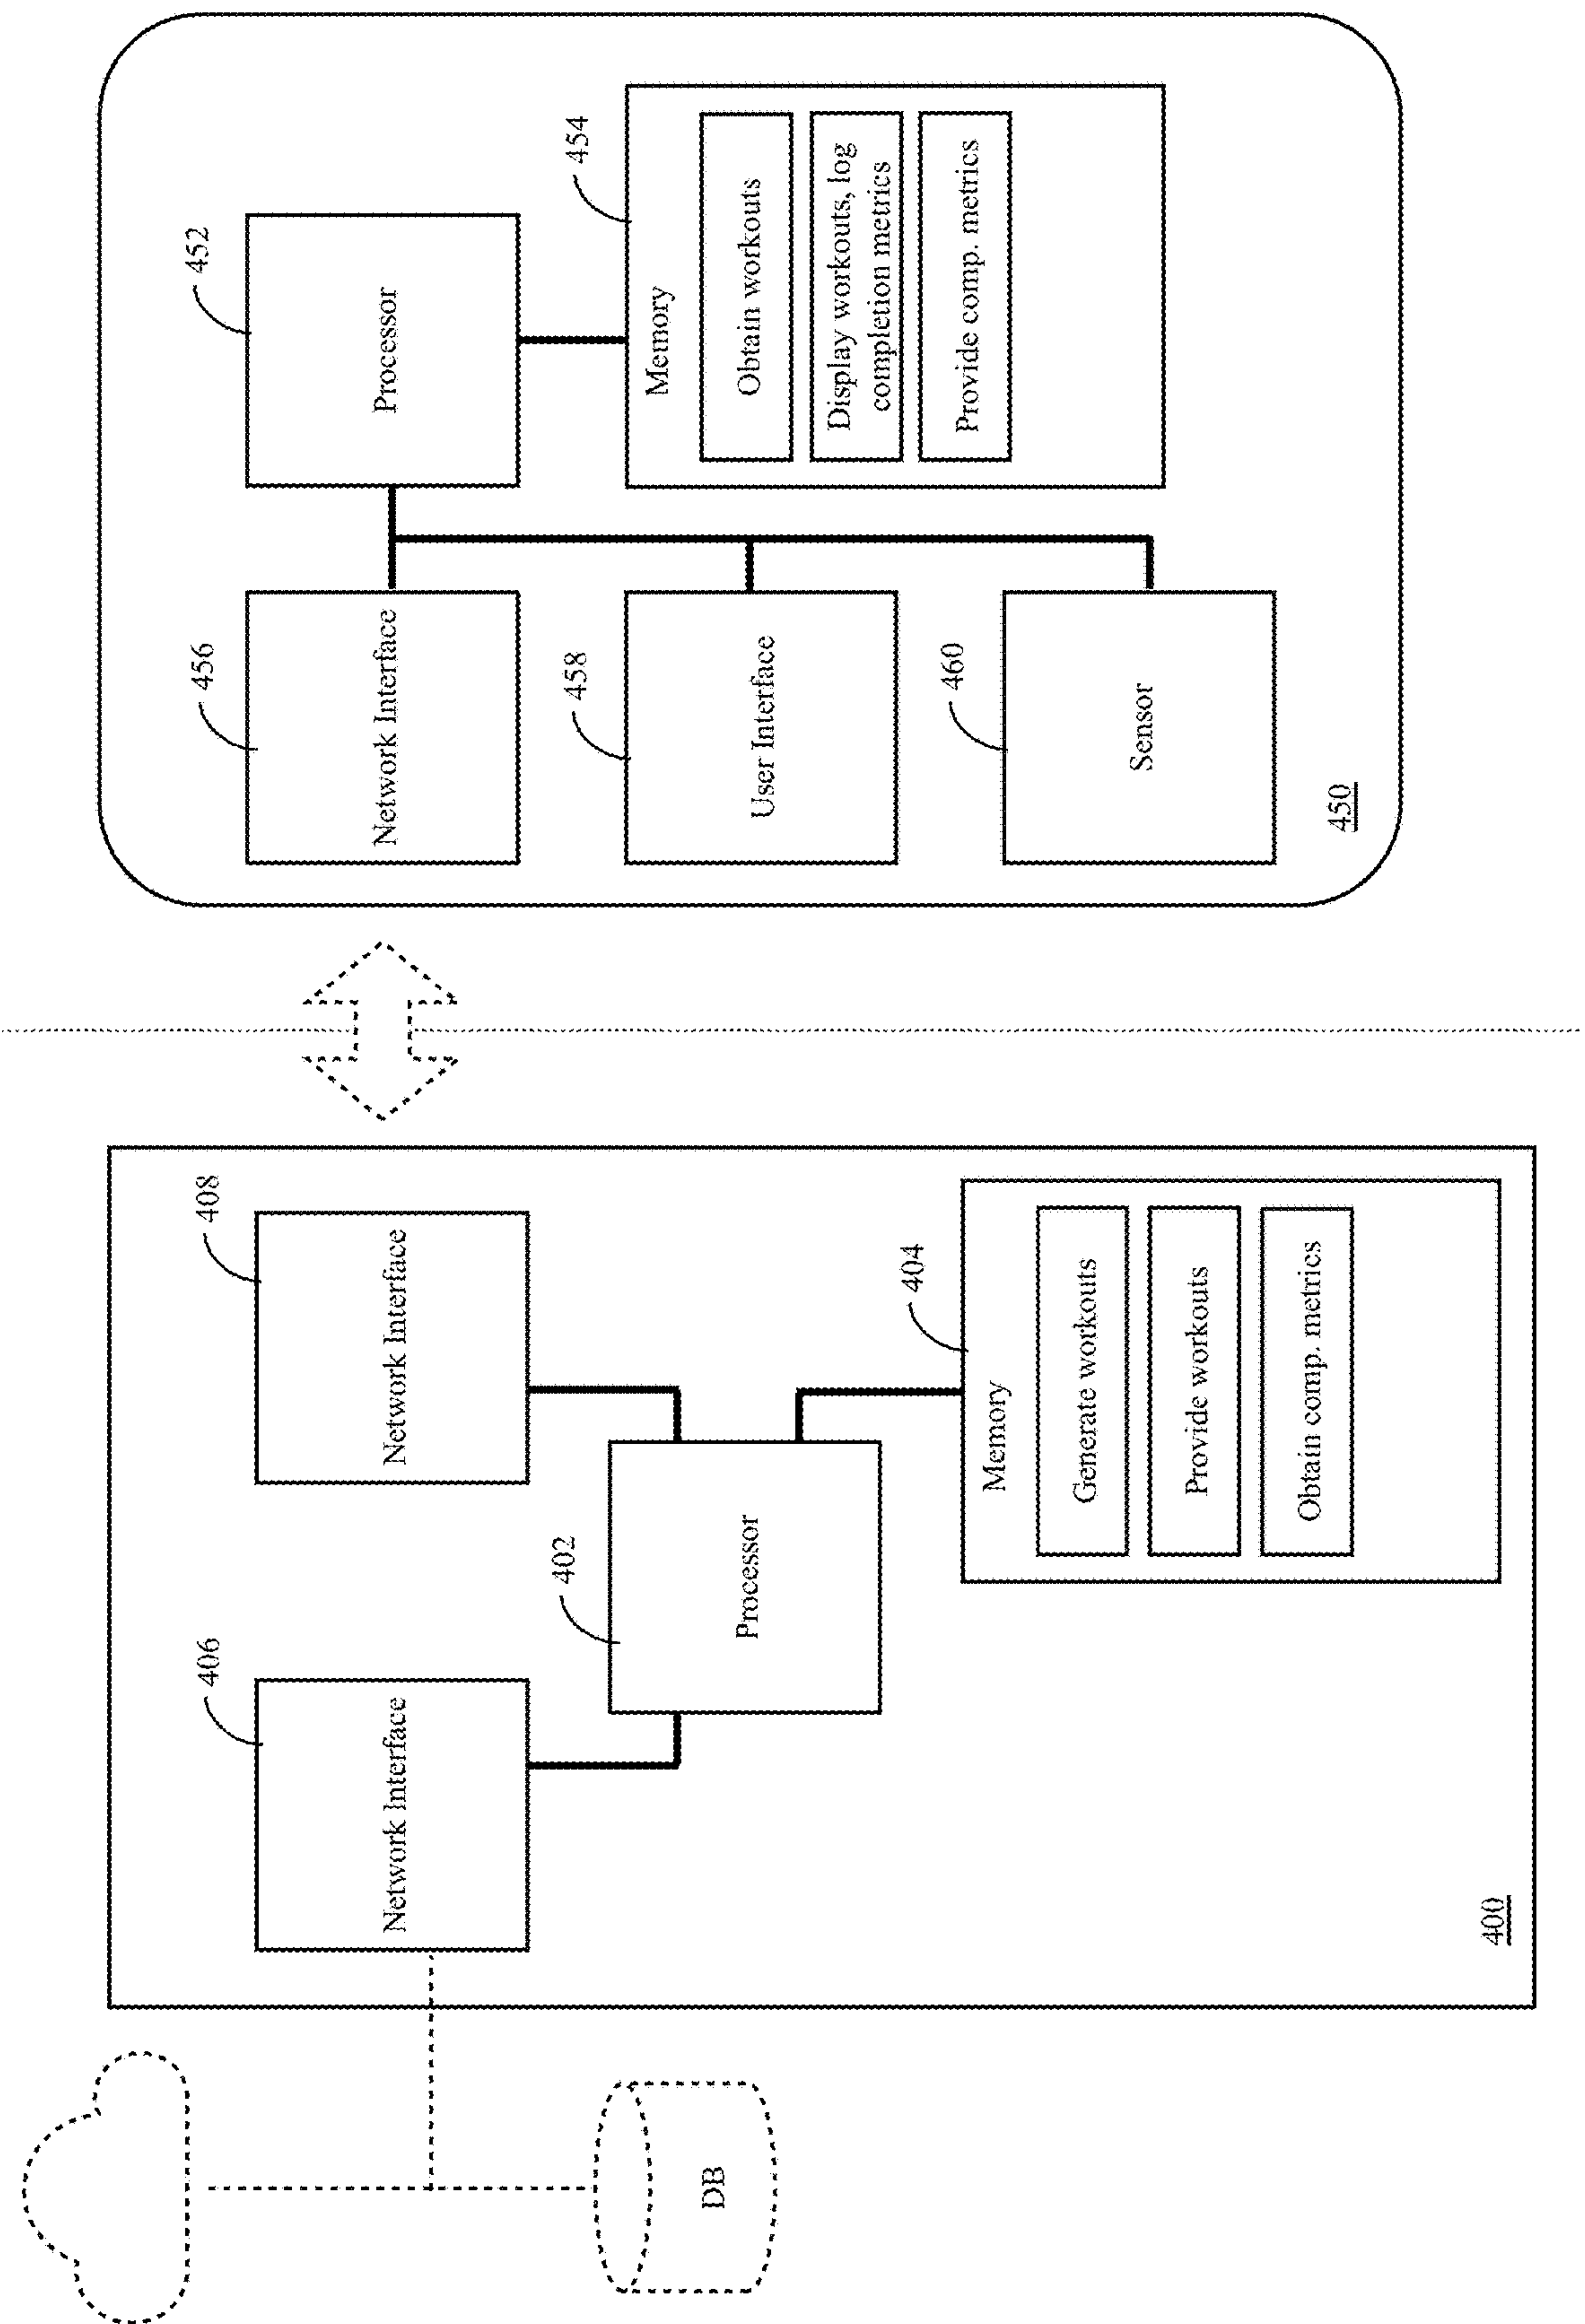 406
Network Interface
408
Network Interface
402
Processor
404
Memory
Generate workouts
Provide workouts
Obtain comp. metrics
DB
400
456
Network Interface
452
Processor
458
User Interface
454
Memory
Obtain workouts
Display workouts, log
completion metrics
Provide comp. metrics
460
Sensor
450